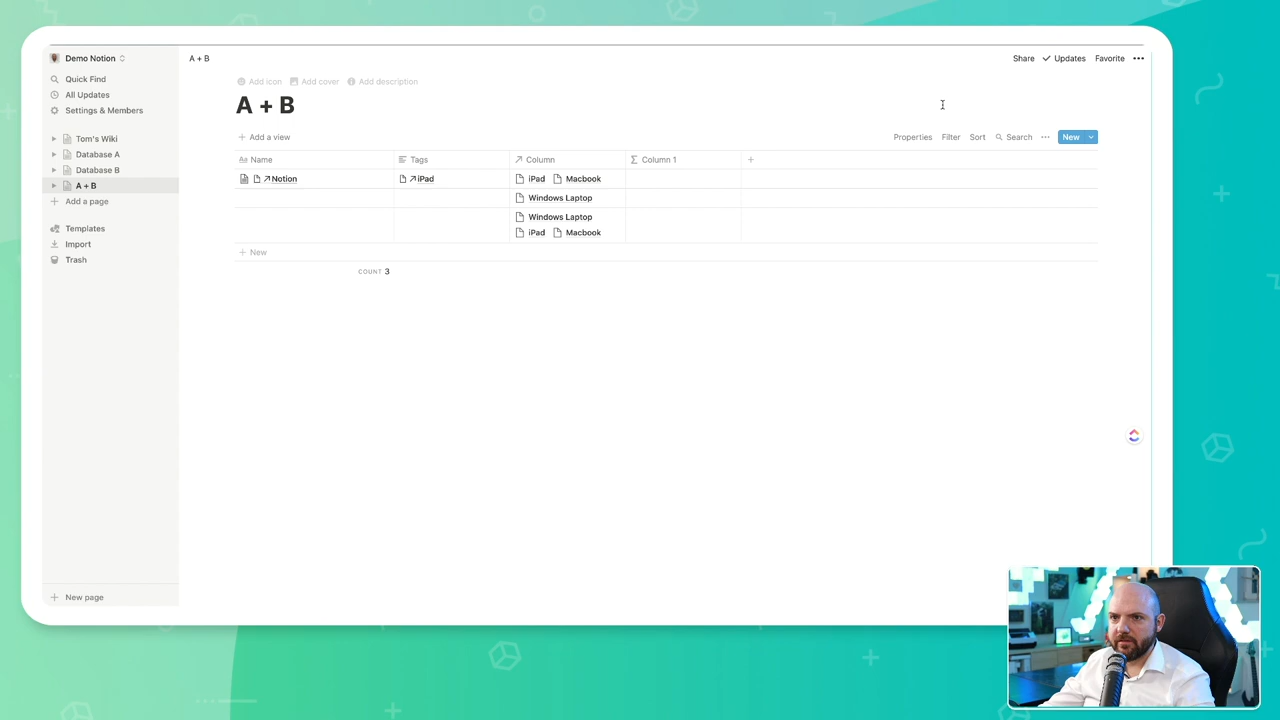 Demo Notion
A + B
Share
Updates
Favorite
Quick Find
All Updates
Settings & Members
Tom's Wiki
Database A
Database B
A + B
Add a page
Templates
Import
Trash
New page
Add icon
Add cover
Add description
A + B
Add a view
Properties
Filter
Sort
Search
New
Aa Name
Tags
Column
Σ Column 1
Notion
iPad
iPad Macbook
Windows Laptop
Windows Laptop
iPad Macbook
New
COUNT 3